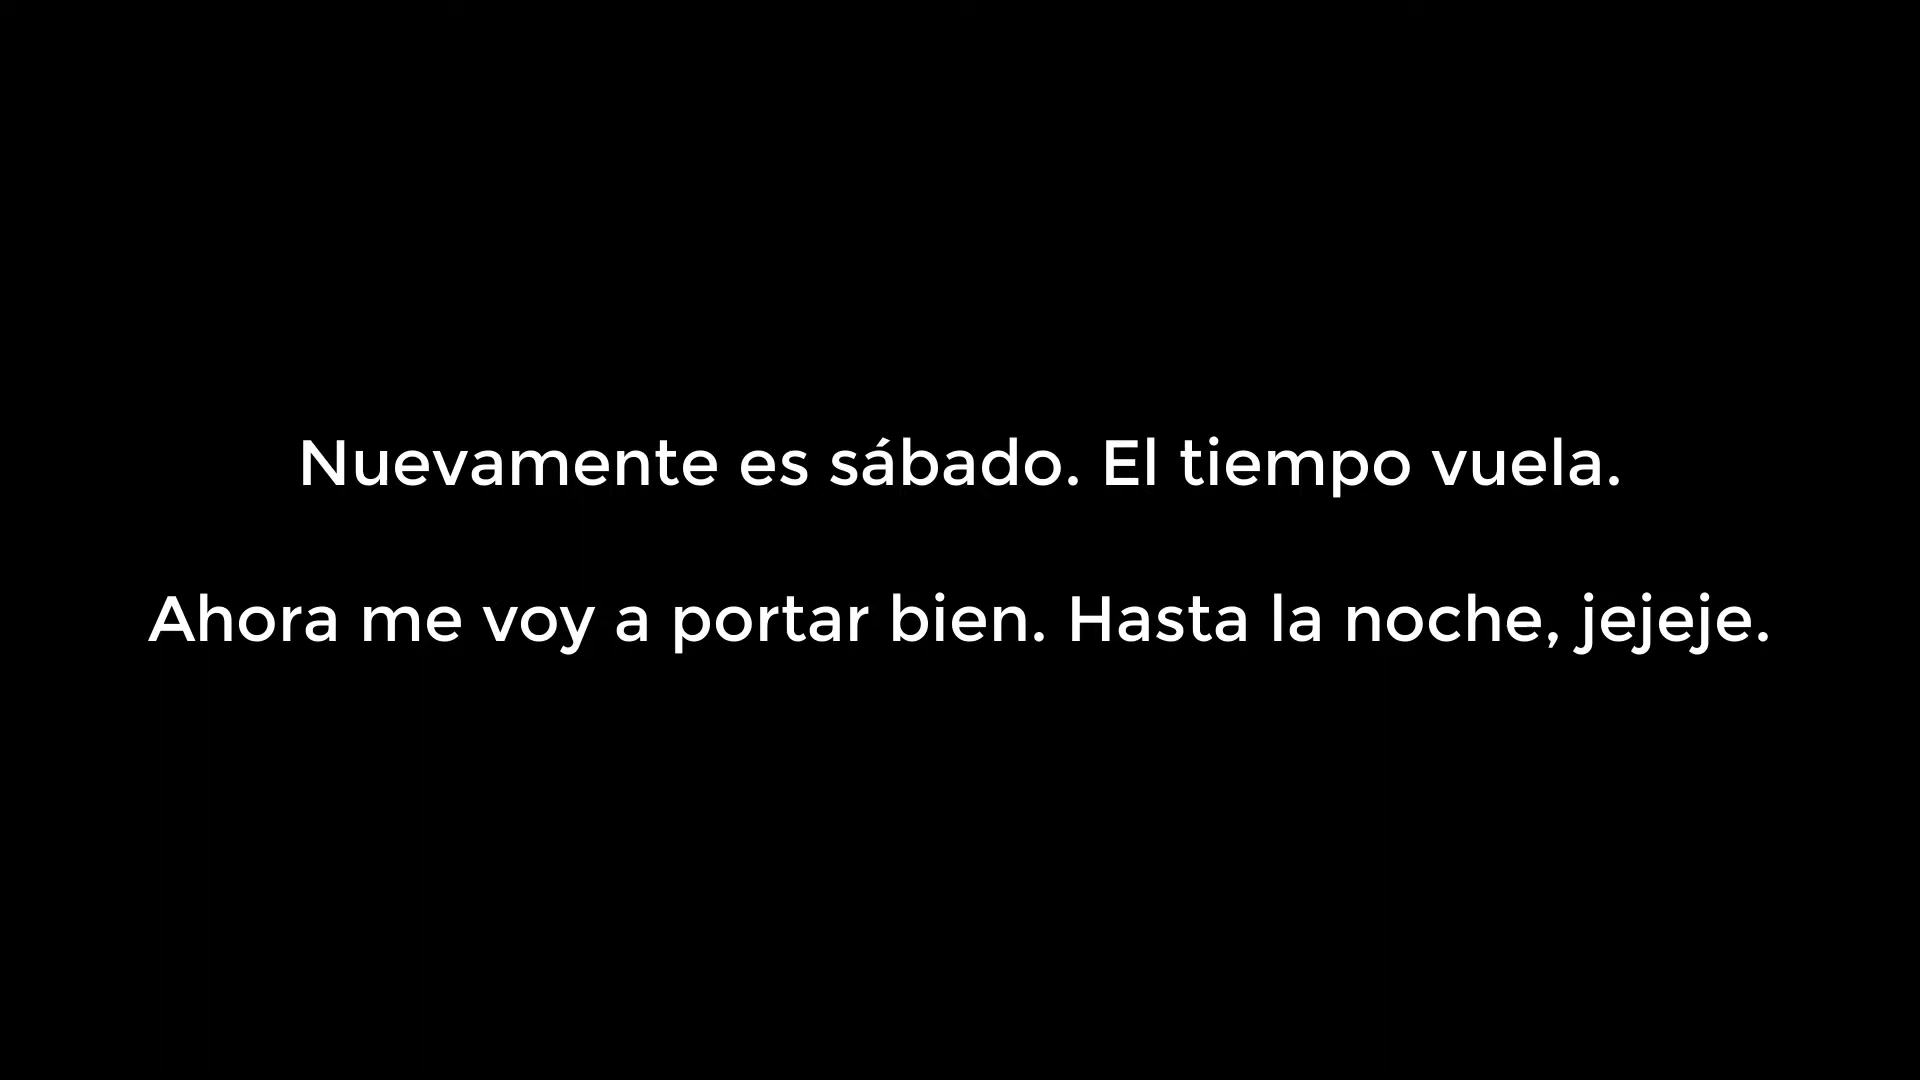 Nuevamente es sábado. El tiempo vuela.
Ahora me voy a portar bien. Hasta la noche, jejeje.